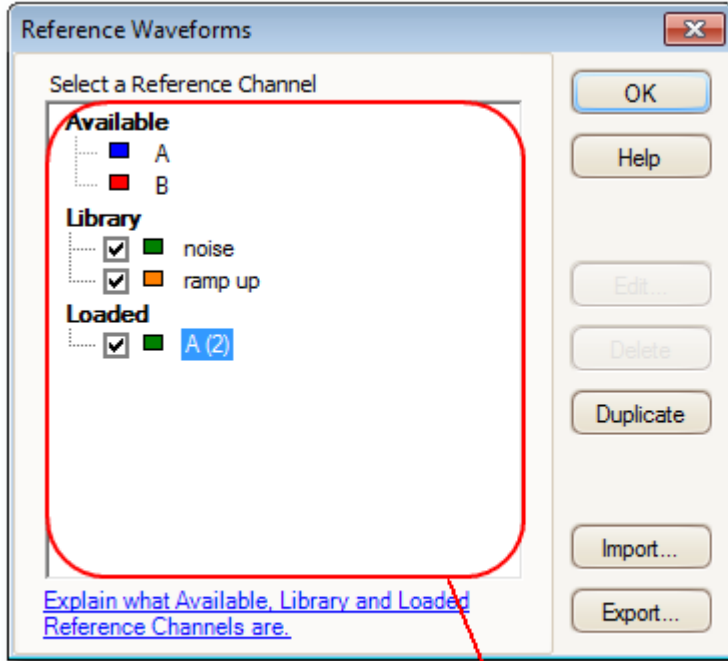 Reference Waveforms
Select a Reference Channel
Available
A
B
Library
noise
ramp up
Loaded
A (2)
Explain what Available, Library and Loaded
Reference Channels are.
OK
Help
Edit...
Delete
Duplicate
Import...
Export...